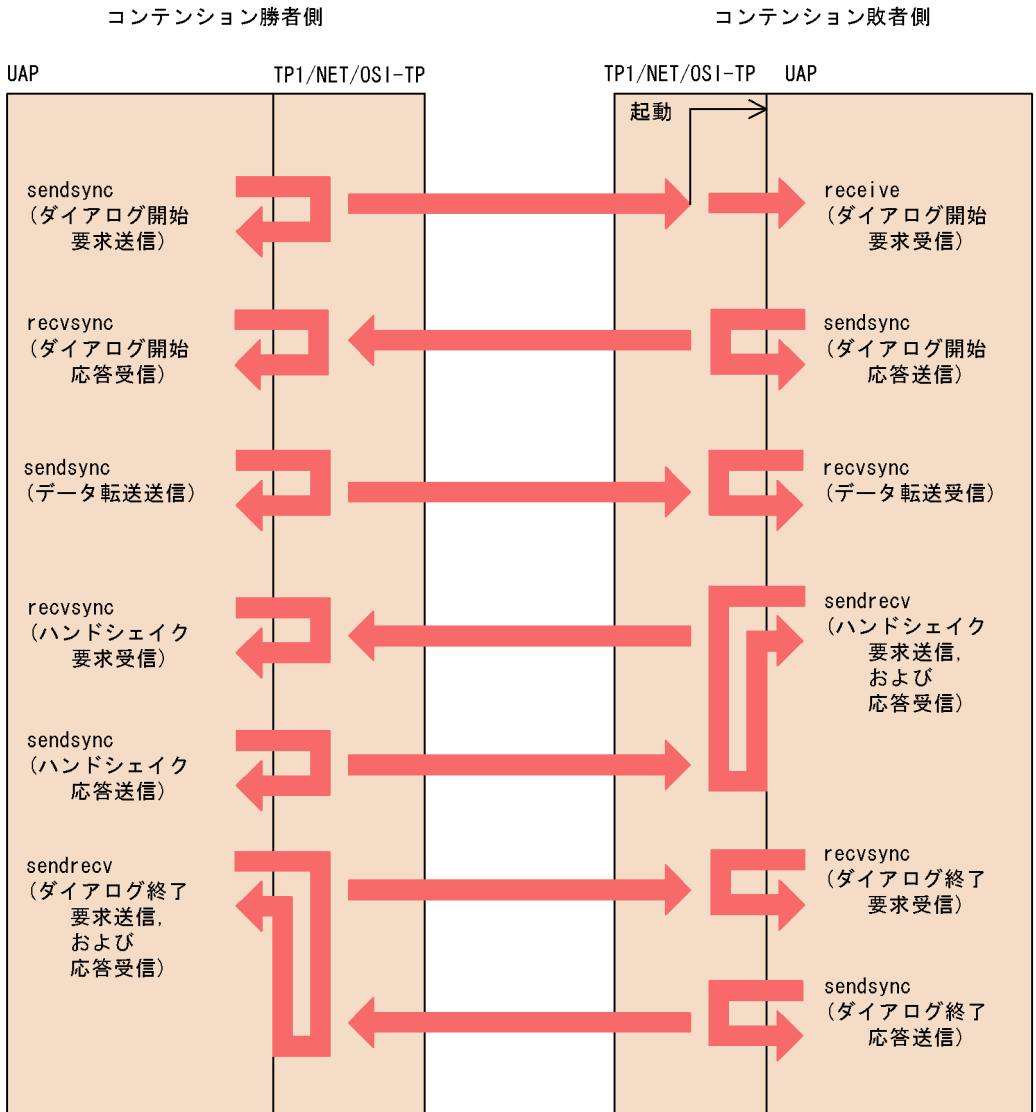 コンテンション勝者側
コンテンション敗者側
UAP
TP1/NET/OSI-TP
TP1/NET/OSI-TP
UAP
起動
sendsync
(ダイアログ開始
要求送信)
receive
(ダイアログ開始
要求受信)
recvsync
(ダイアログ開始
応答受信)
sendsync
(ダイアログ開始
応答送信)
sendsync
(データ転送送信)
recvsync
(データ転送受信)
recvsync
(ハンドシェイク
要求受信)
sendrecv
(ハンドシェイク
要求送信,
および
応答受信)
sendsync
(ハンドシェイク
応答送信)
sendrecv
(ダイアログ終了
要求送信,
および
応答受信)
recvsync
(ダイアログ終了
要求受信)
sendsync
(ダイアログ終了
応答送信)